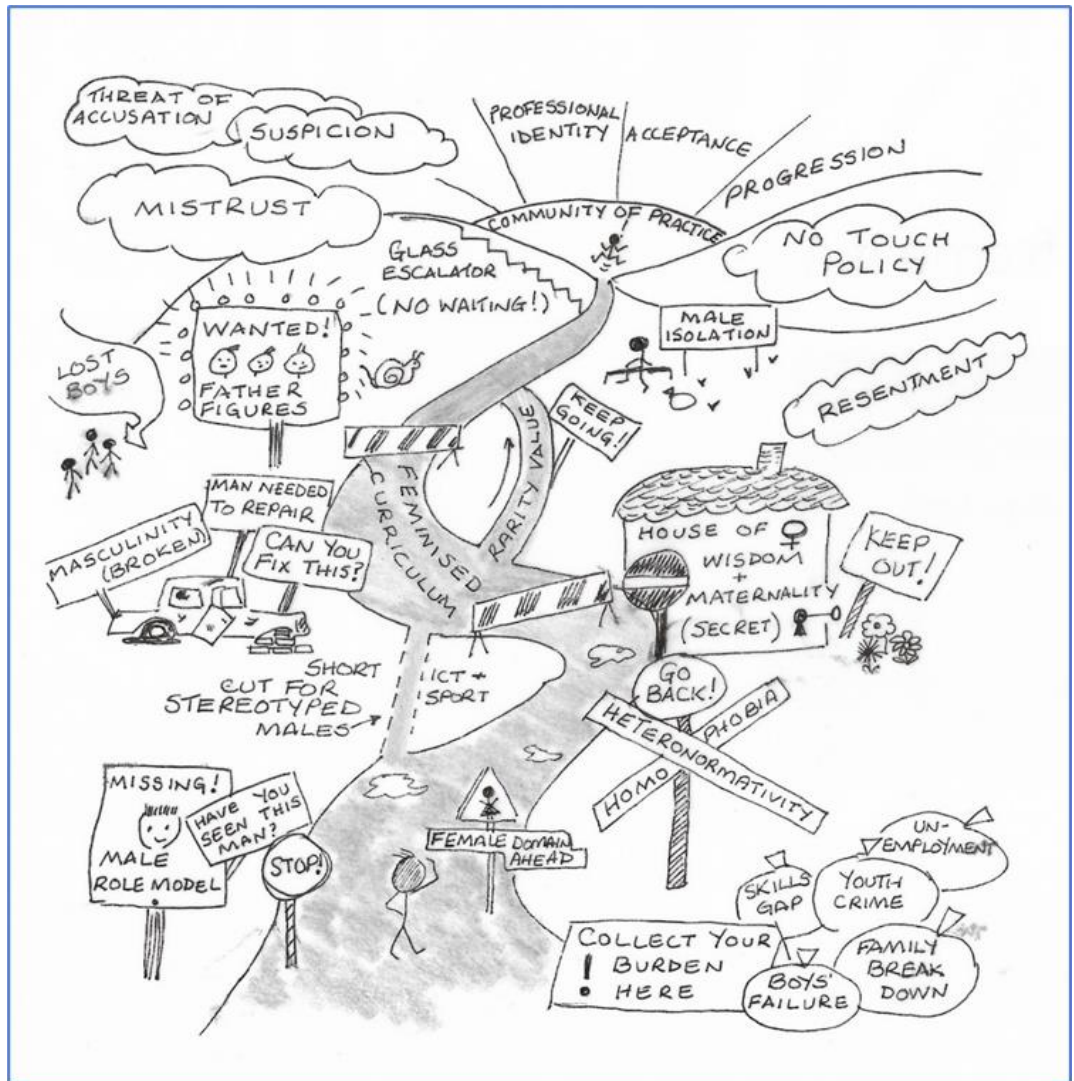 THREAT OF
ACCUSATION
SUSPICION
MISTRUST
PROFESSIONAL
IDENTITY
ACCEPTANCE
PROGRESSION
COMMUNITY OF PRACTICE
NO TOUCH
POLICY
GLASS
ESCALATOR
(NO WAITING!)
WANTED!
FATHER
FIGURES
LOST
BOYS
MALE
ISOLATION
RESENTMENT
KEEP
GOING!
RARITY VALUE
FEMINISED
CURRICULUM
MAN NEEDED
TO REPAIR
MASCULINITY
(BROKEN)
CAN YOU
FIX THIS?
HOUSE OF
WISDOM
+
MATERNALITY
(SECRET)
KEEP
OUT!
SHORT
CUT FOR
STEREOTYPED
MALES
ICT +
SPORT
GO
BACK!
HETERONORMATIVITY
HOMO PHOBIA
MISSING!
MALE
ROLE MODEL
HAVE YOU
SEEN THIS
MAN?
STOP!
FEMALE DOMAIN
AHEAD
COLLECT YOUR
! BURDEN
HERE
SKILLS
GAP
YOUTH
CRIME
UN-
EMPLOYMENT
BOYS'
FAILURE
FAMILY
BREAK
DOWN